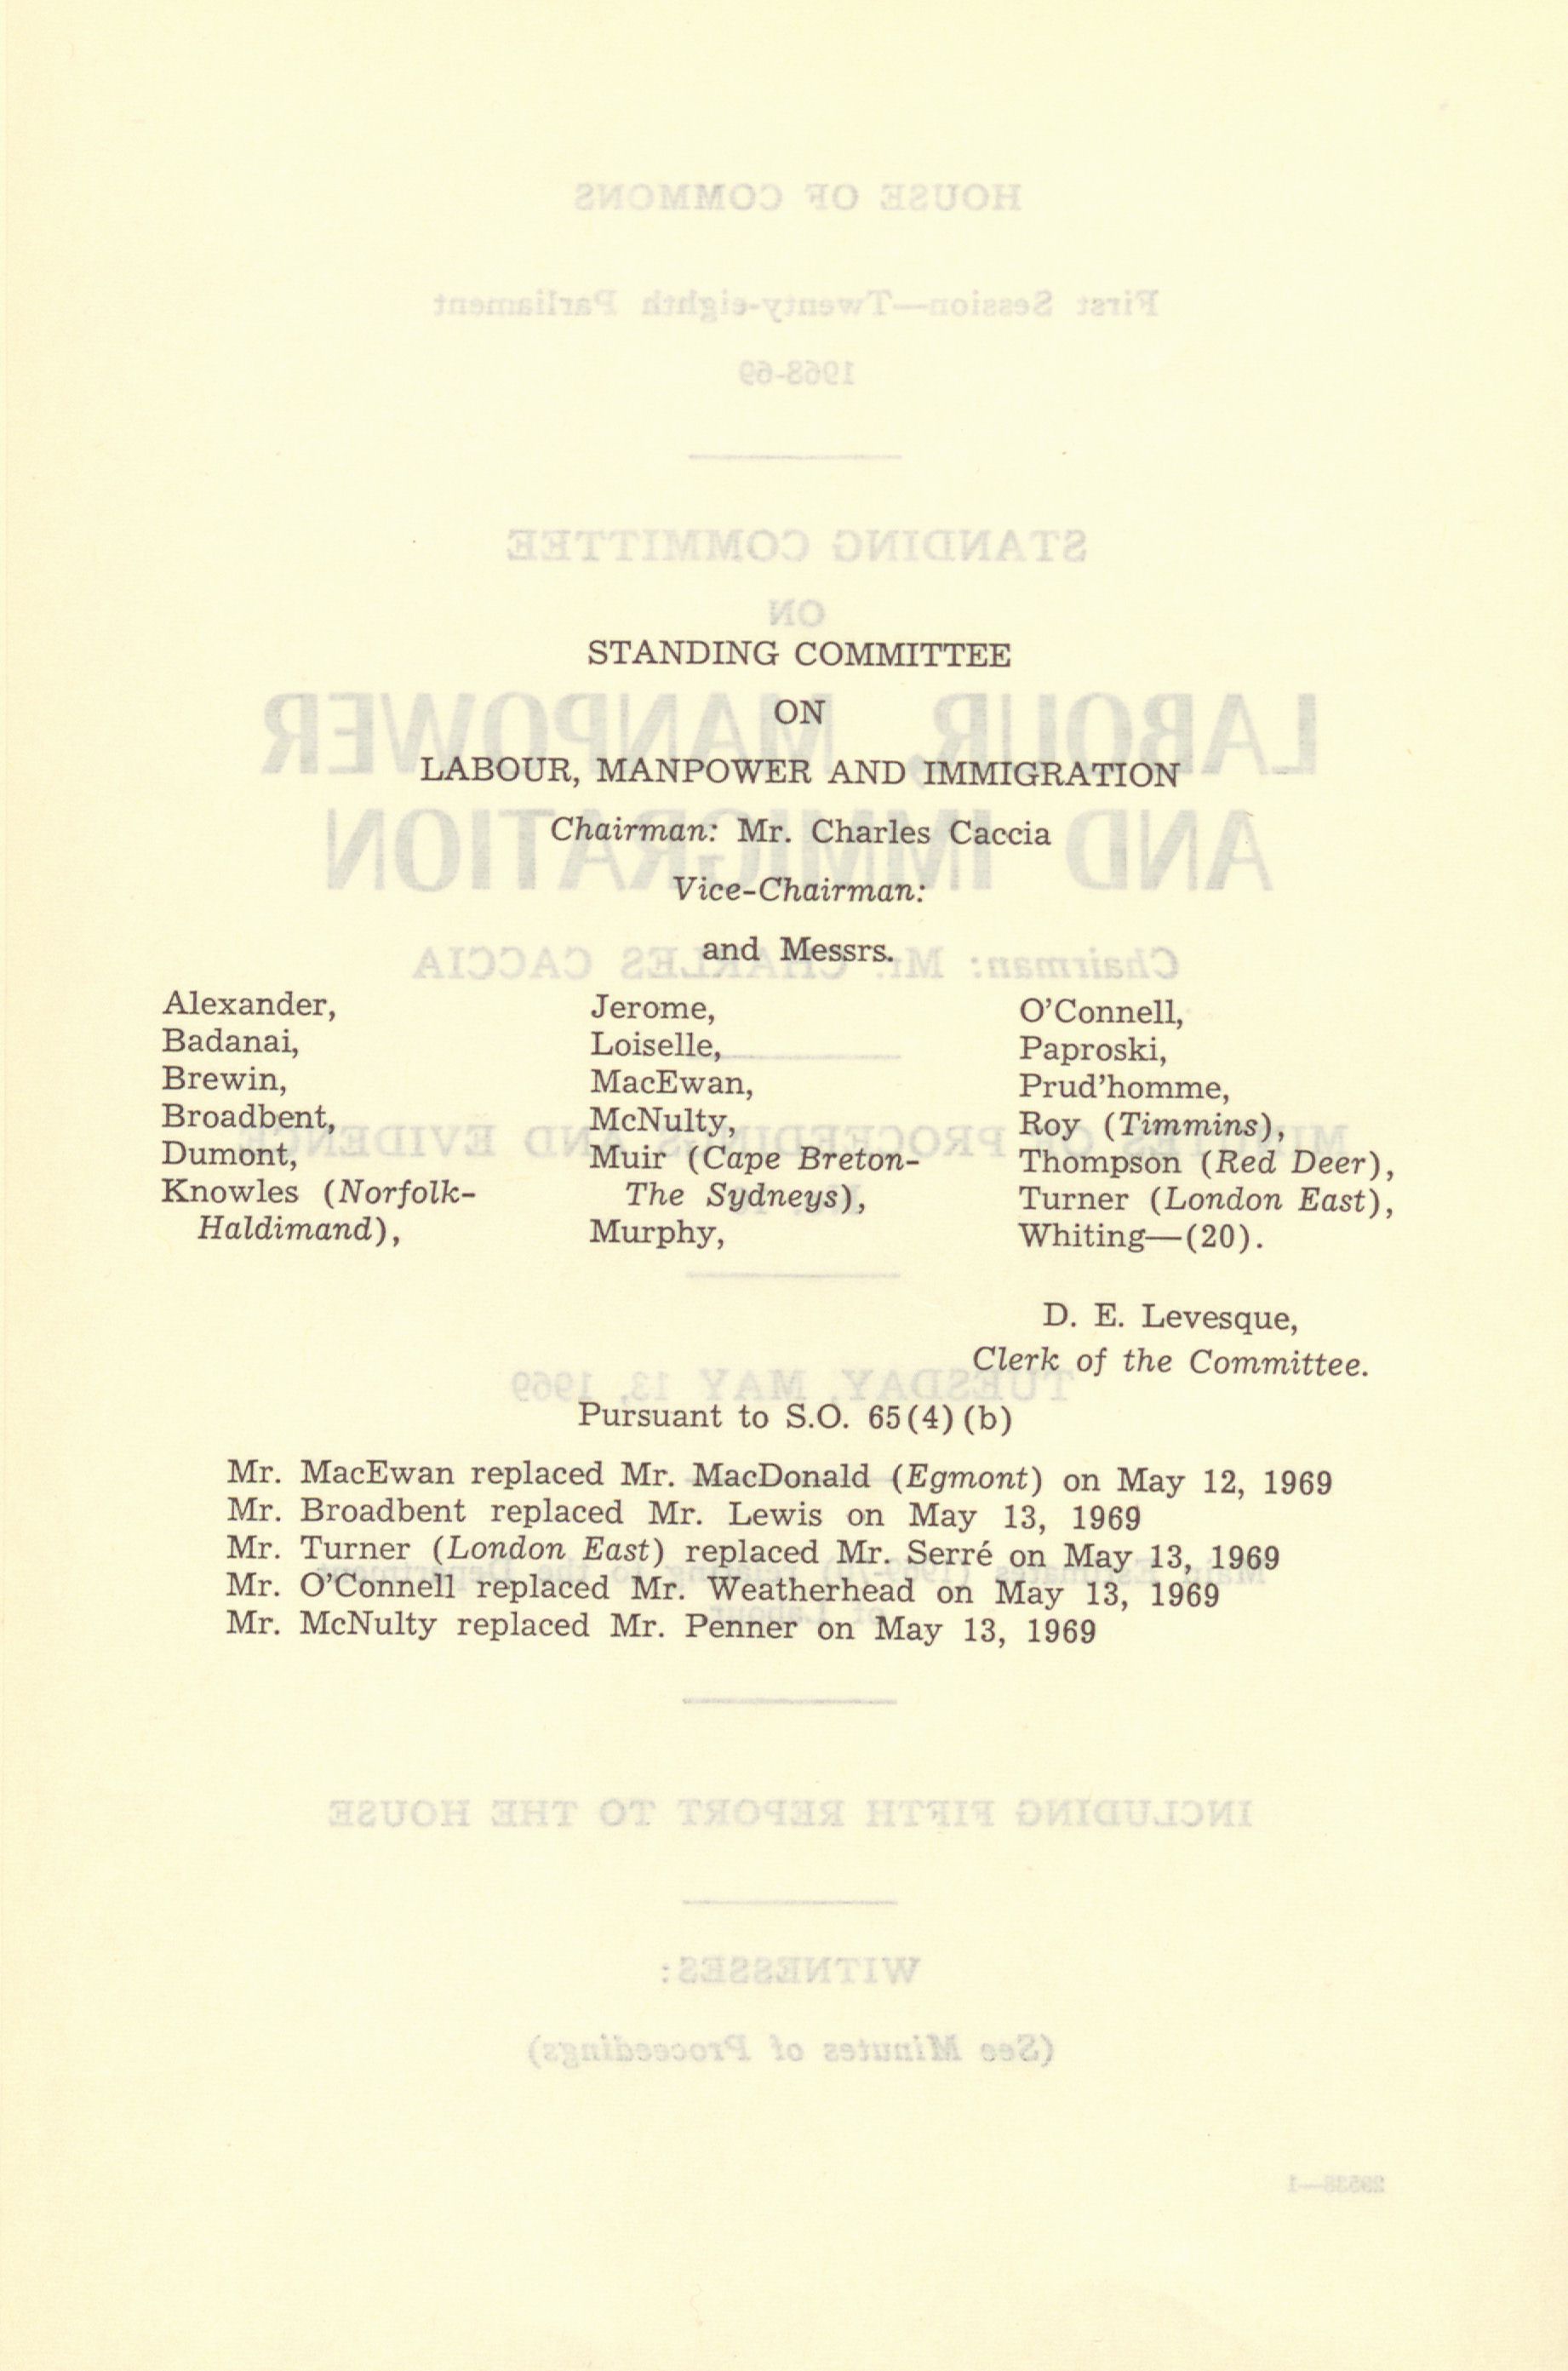 STANDING COMMITTEE
ON
LABOUR, MANPOWER AND IMMIGRATION
Chairman: Mr. Charles Caccia
Vice-Chairman:
and Messrs.
Alexander,
Badanai,
Brewin,
Broadbent,
Dumont,
Knowles (Norfolk-
Haldimand),
Jerome,
Loiselle,
MacEwan,
McNulty,
Muir (Cape Breton-
The Sydneys),
Murphy,
O'Connell,
Paproski,
Prud'homme,
Roy (Timmins),
Thompson (Red Deer),
Turner (London East),
Whiting—(20).
D. E. Levesque,
Clerk of the Committee.
Pursuant to S.O. 65(4)(b)
Mr. MacEwan replaced Mr. MacDonald (Egmont) on May 12, 1969
Mr. Broadbent replaced Mr. Lewis on May 13, 1969
Mr. Turner (London East) replaced Mr. Serré on May 13, 1969
Mr. O'Connell replaced Mr. Weatherhead on May 13, 1969
Mr. McNulty replaced Mr. Penner on May 13, 1969